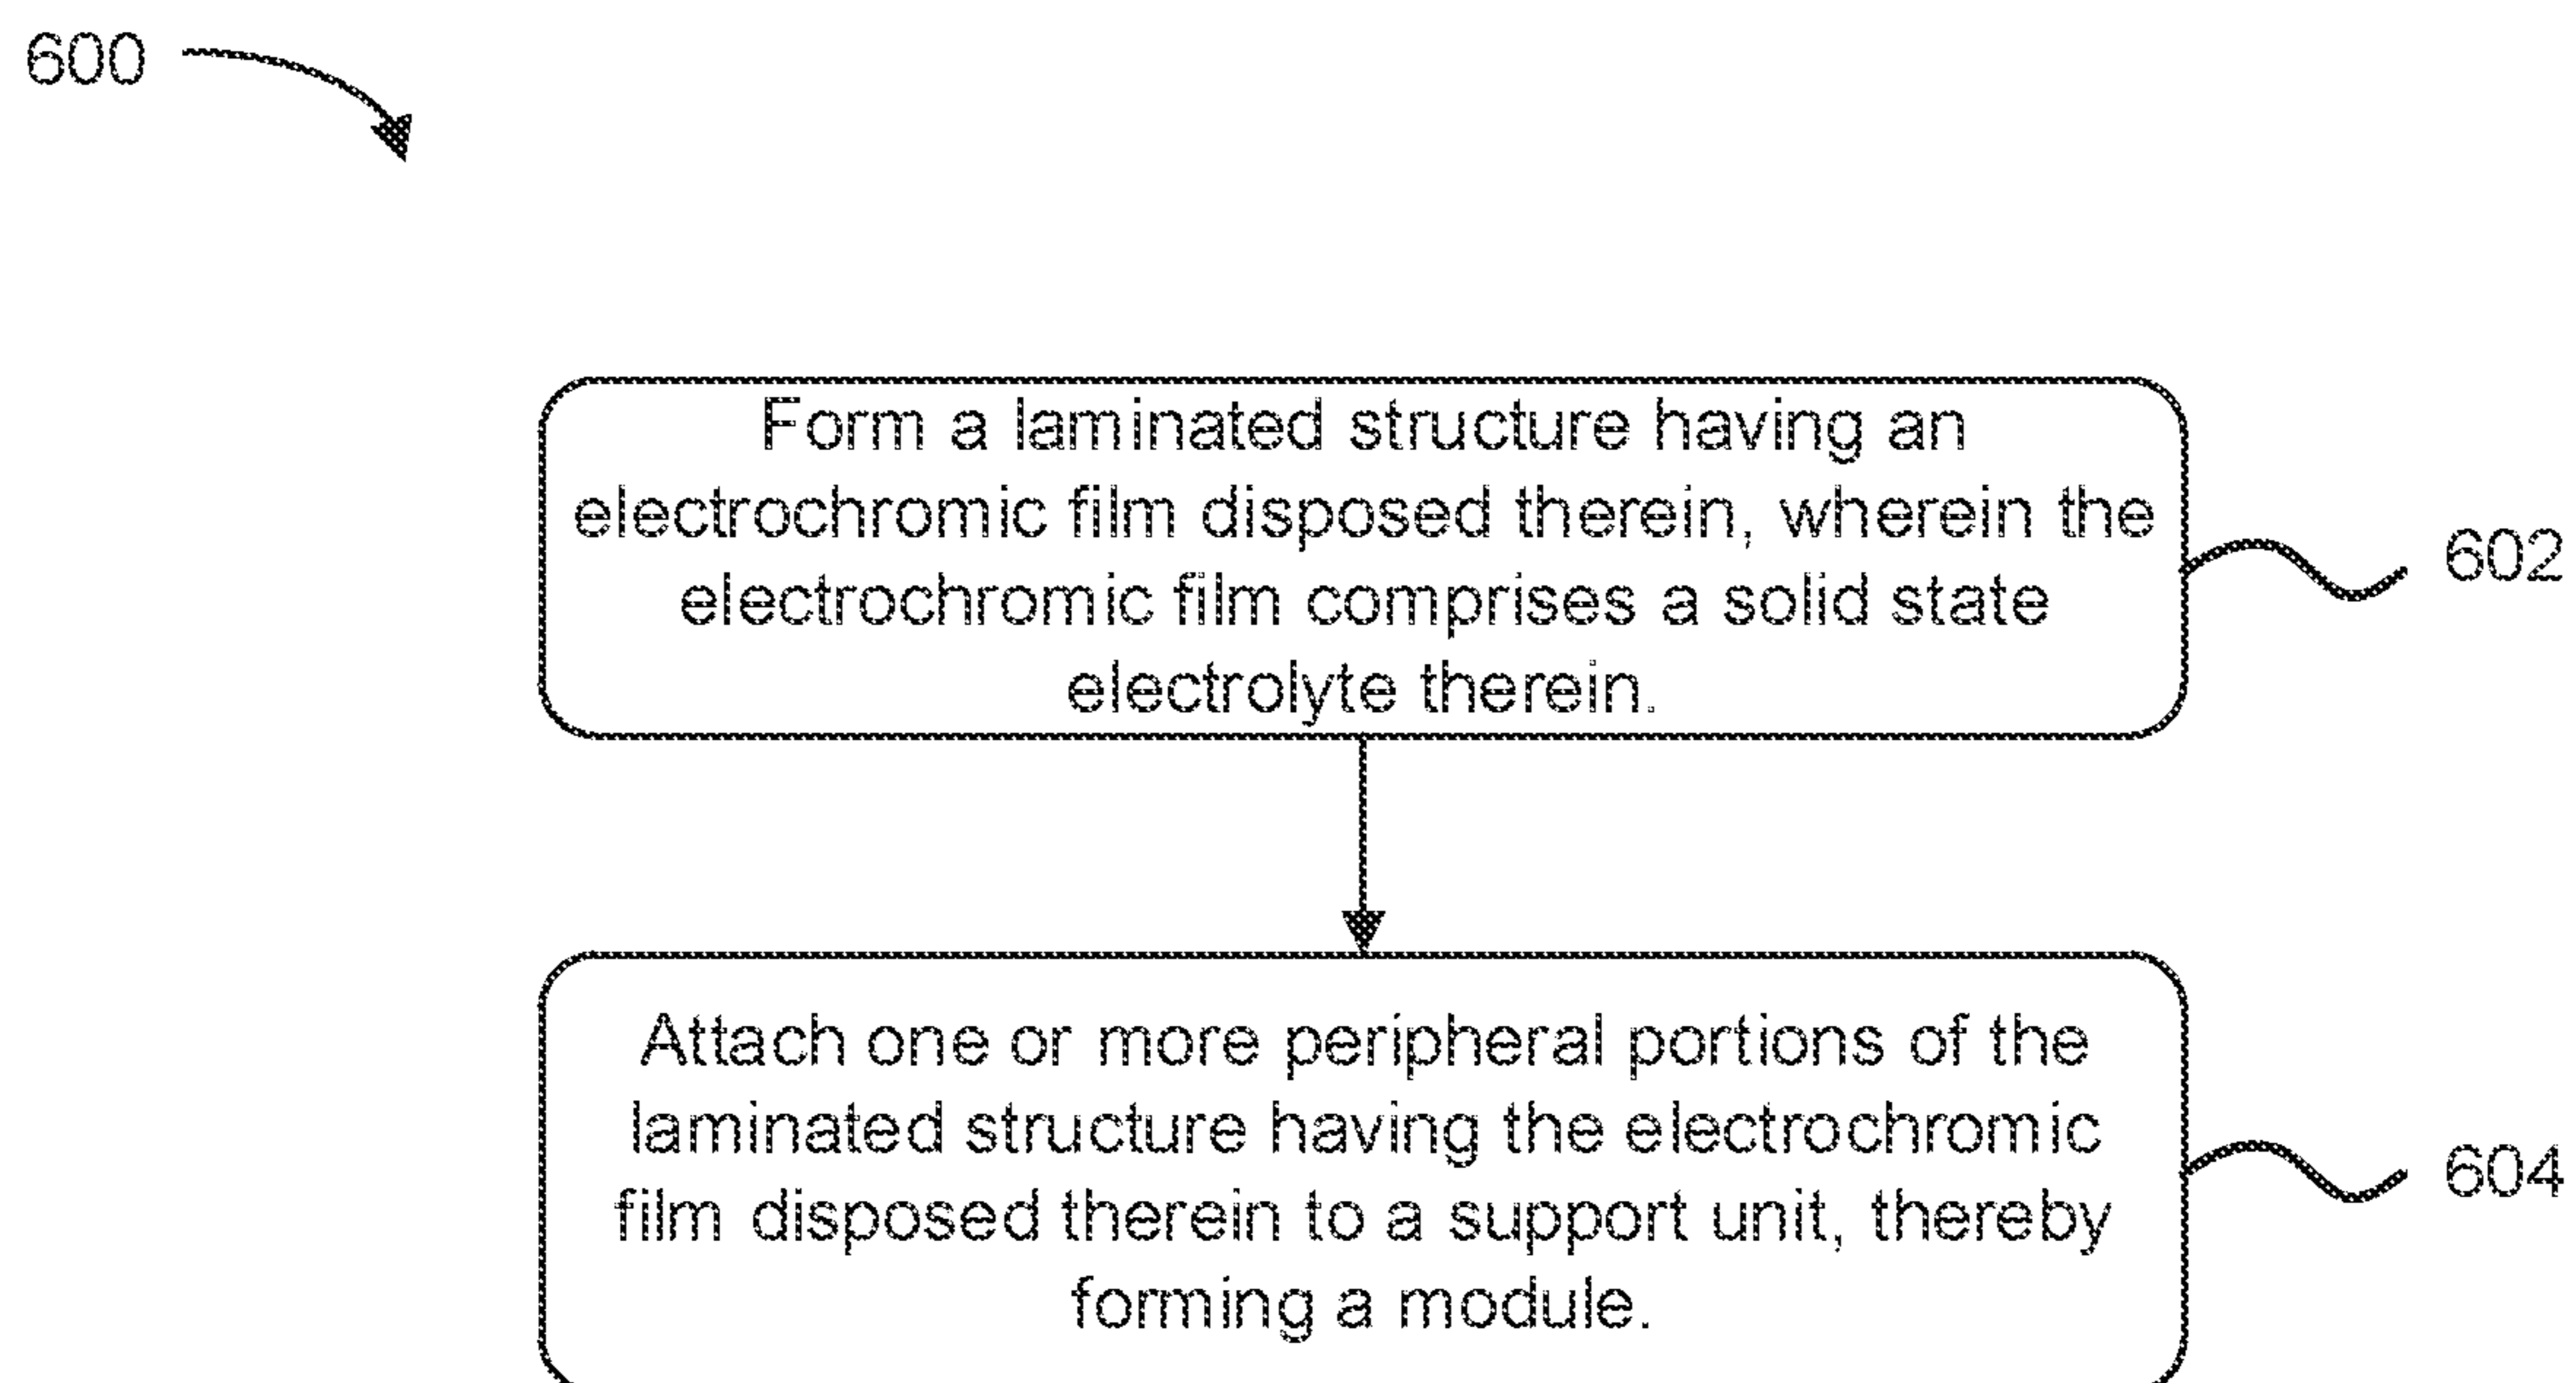 600
Form a laminated structure having an
electrochromic film disposed therein, wherein the
electrochromic film comprises a solid state
electrolyte therein.
602
Attach one or more peripheral portions of the
laminated structure having the electrochromic
film disposed therein to a support unit, thereby
forming a module.
604